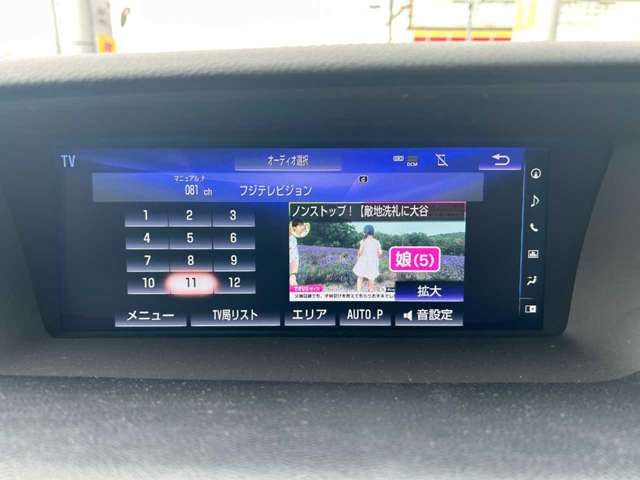 TV
オーディオ選択
DCM
マニュアル
081 ch フジテレビジョン
1 2 3
4 5 6
7 8 9
10 11 12
ノンストップ！【敵地洗礼に大谷
娘(5)
拡大
メニュー TV局リスト エリア AUTO.P 音設定